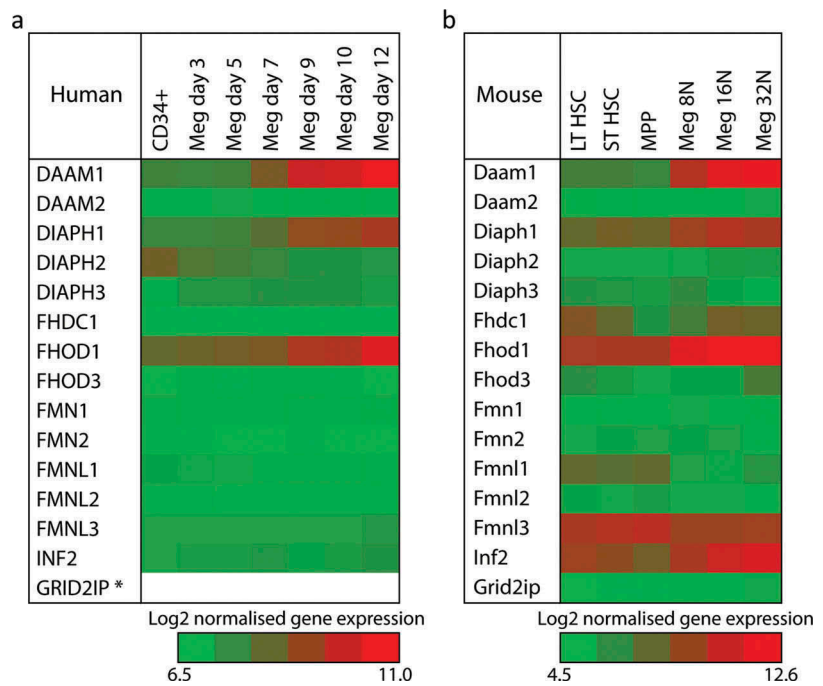 a
Human
CD34+
Meg day 3
Meg day 5
Meg day 7
Meg day 9
Meg day 10
Meg day 12
DAAM1
DAAM2
DIAPH1
DIAPH2
DIAPH3
FHDC1
FHOD1
FHOD3
FMN1
FMN2
FMNL1
FMNL2
FMNL3
INF2
GRID2IP *
Log2 normalised gene expression
6.5 11.0
b
Mouse
LT HSC
ST HSC
MPP
Meg 8N
Meg 16N
Meg 32N
Daam1
Daam2
Diaph1
Diaph2
Diaph3
Fhdc1
Fhod1
Fhod3
Fmn1
Fmn2
Fmnl1
Fmnl2
Fmnl3
Inf2
Grid2ip
Log2 normalised gene expression
4.5 12.6